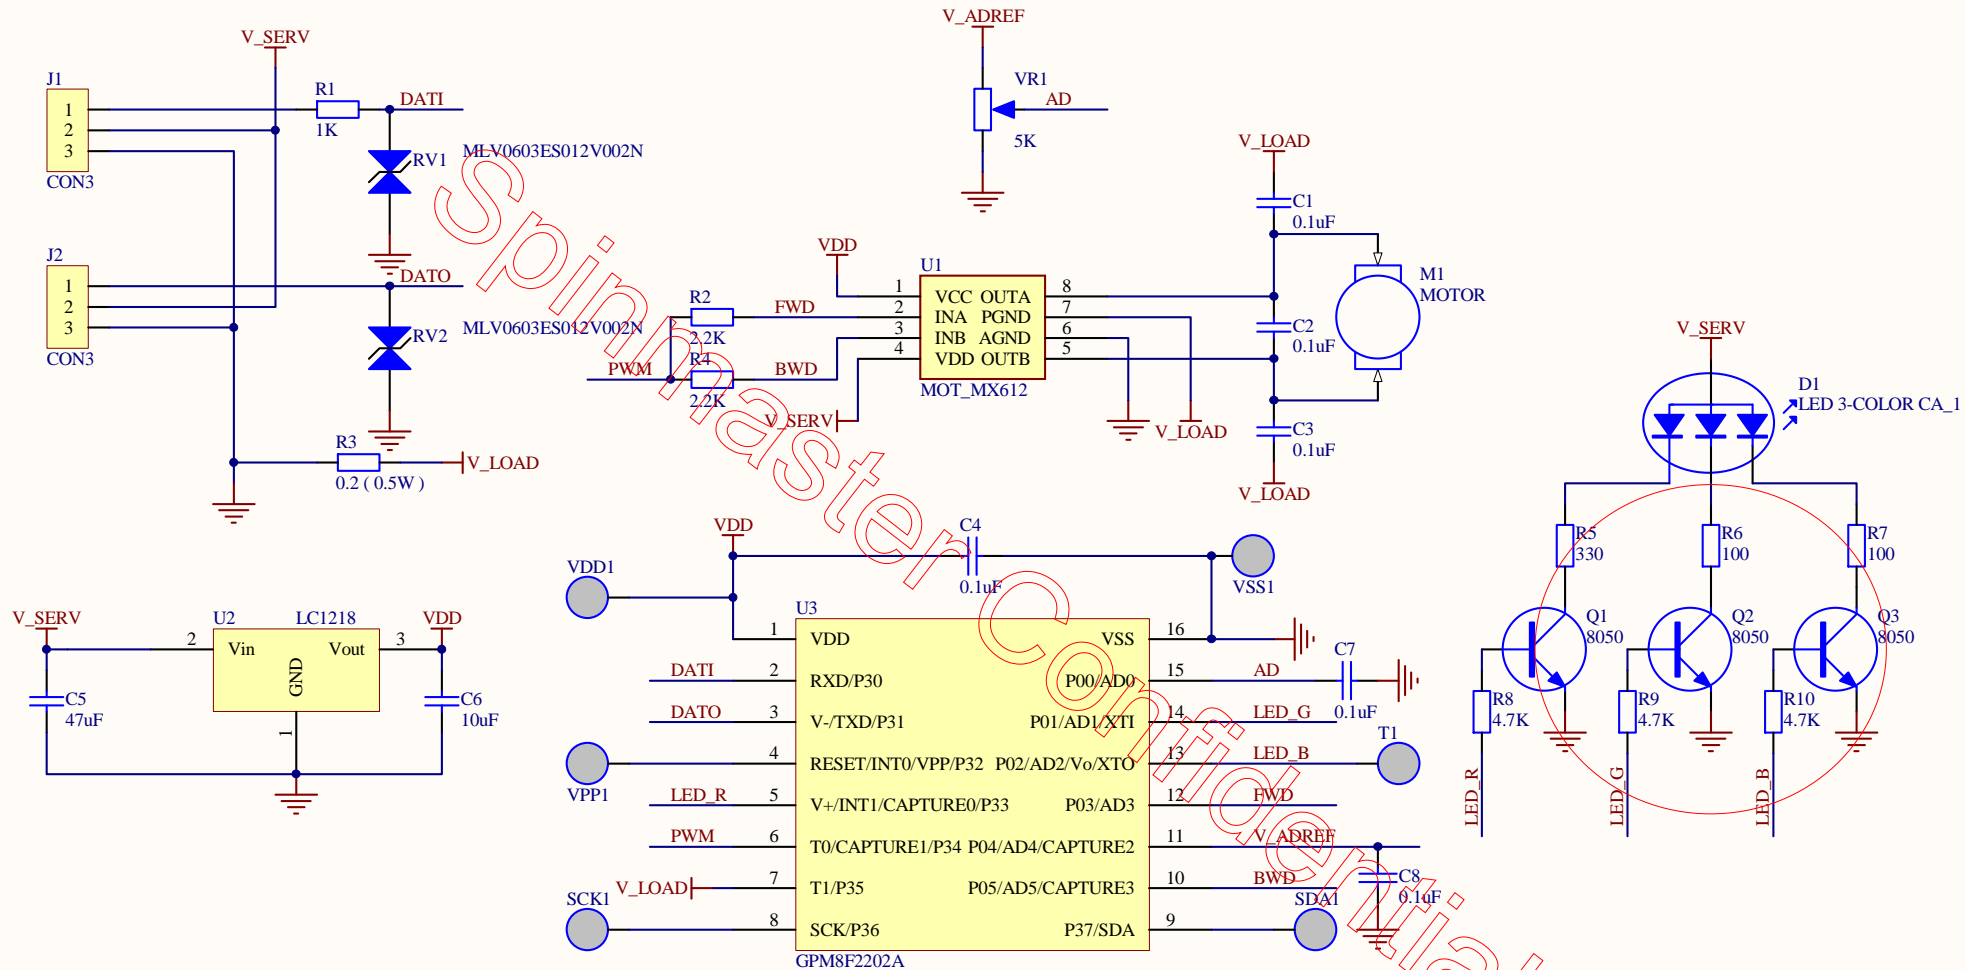 V_SERV
J1
1
2
3
CON3
R1
1K
DATI
RV1
MLV0603ES012V002N
J2
1
2
3
CON3
DATO
RV2
MLV0603ES012V002N
R3
0.2 ( 0.5W )
V_LOAD
V_ADREF
VR1
AD
5K
VDD
U1
1
2
3
4
VCC OUTA
INA PGND
INB AGND
VDD OUTB
8
7
6
5
MOT_MX612
R2
2.2K
FWD
PWM
R4
2.2K
BWD
V_SERV
V_LOAD
V_LOAD
C1
0.1uF
C2
0.1uF
C3
0.1uF
V_LOAD
M1
MOTOR
V_SERV
D1
LED 3-COLOR CA_1
R5
330
R6
100
R7
100
Q1
8050
Q2
8050
Q3
8050
R8
4.7K
R9
4.7K
R10
4.7K
LED_R
LED_G
LED_B
V_SERV
U2
LC1218
VDD
2
Vin
Vout
3
GND
1
C5
47uF
C6
10uF
VDD
C4
0.1uF
VDD1
VSS1
U3
1 VDD
VSS 16
DATI 2 RXD/P30
P00/AD0 15 AD
C7
0.1uF
DATO 3 V-/TXD/P31
P01/AD1/XTI 14 LED_G
4 RESET/INT0/VPP/P32
VPP1
P02/AD2/Vo/XTO 13 LED_B
T1
LED_R 5 V+/INT1/CAPTURE0/P33
P03/AD3 12 FWD
PWM 6 T0/CAPTURE1/P34
P04/AD4/CAPTURE2 11 V_ADREF
V_LOAD 7 T1/P35
P05/AD5/CAPTURE3 10 BWD
C8
0.1uF
SCK1
8 SCK/P36
P37/SDA 9
SDA1
GPM8F2202A
Spinmaster Confidential